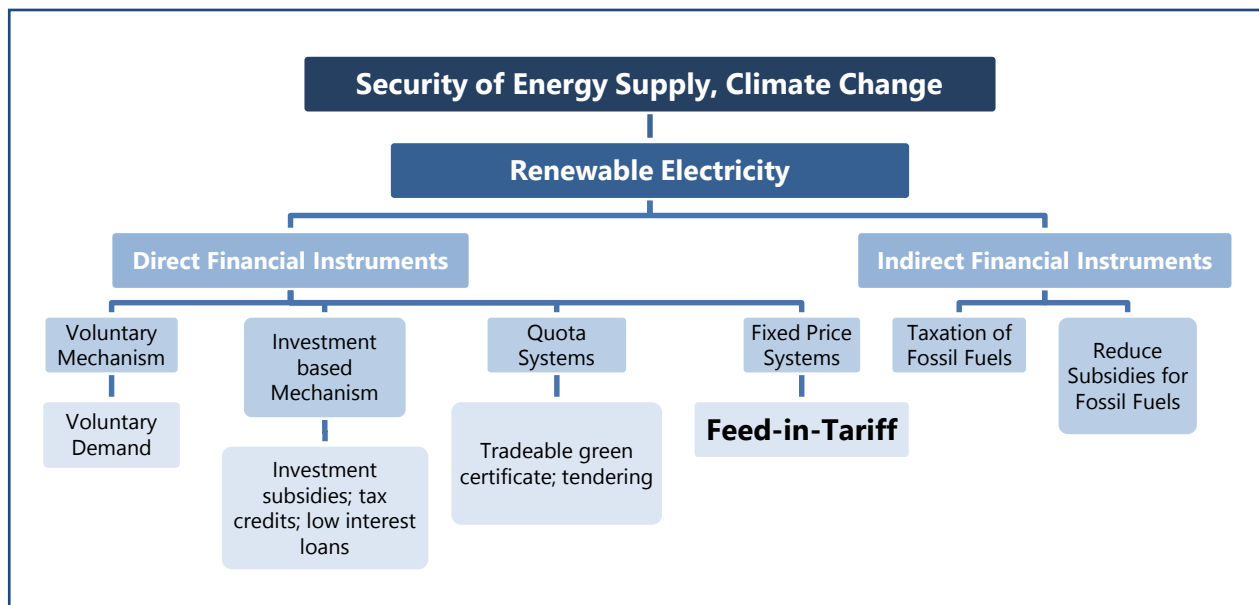 Security of Energy Supply, Climate Change
Renewable Electricity
Direct Financial Instruments
Indirect Financial Instruments
Voluntary
Mechanism
Investment
based
Mechanism
Quota
Systems
Fixed Price
Systems
Taxation of
Fossil Fuels
Reduce
Subsidies for
Fossil Fuels
Voluntary
Demand
Investment
subsidies; tax
credits; low interest
loans
Tradeable green
certificate; tendering
Feed-in-Tariff